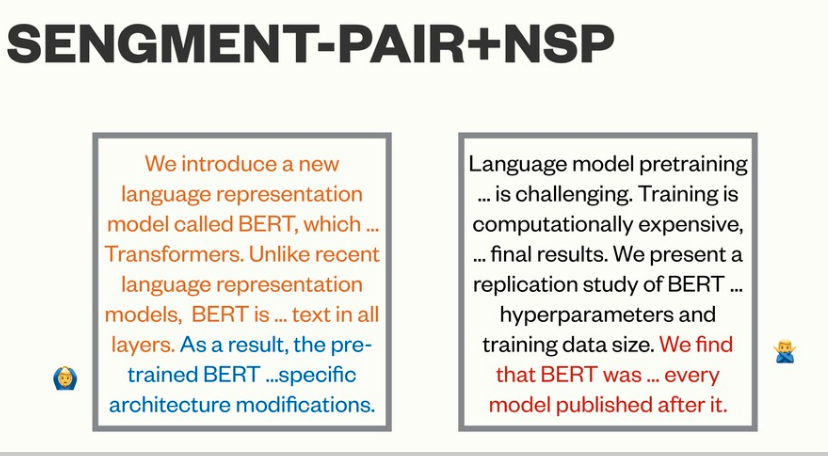 SENGMENT-PAIR+NSP
We introduce a new
language representation
model called BERT, which ...
Transformers. Unlike recent
language representation
models, BERT is ... text in all
layers. As a result, the pre-
trained BERT ...specific
architecture modifications.
Language model pretraining
... is challenging. Training is
computationally expensive,
... final results. We present a
replication study of BERT ...
hyperparameters and
training data size. We find
that BERT was ... every
model published after it.